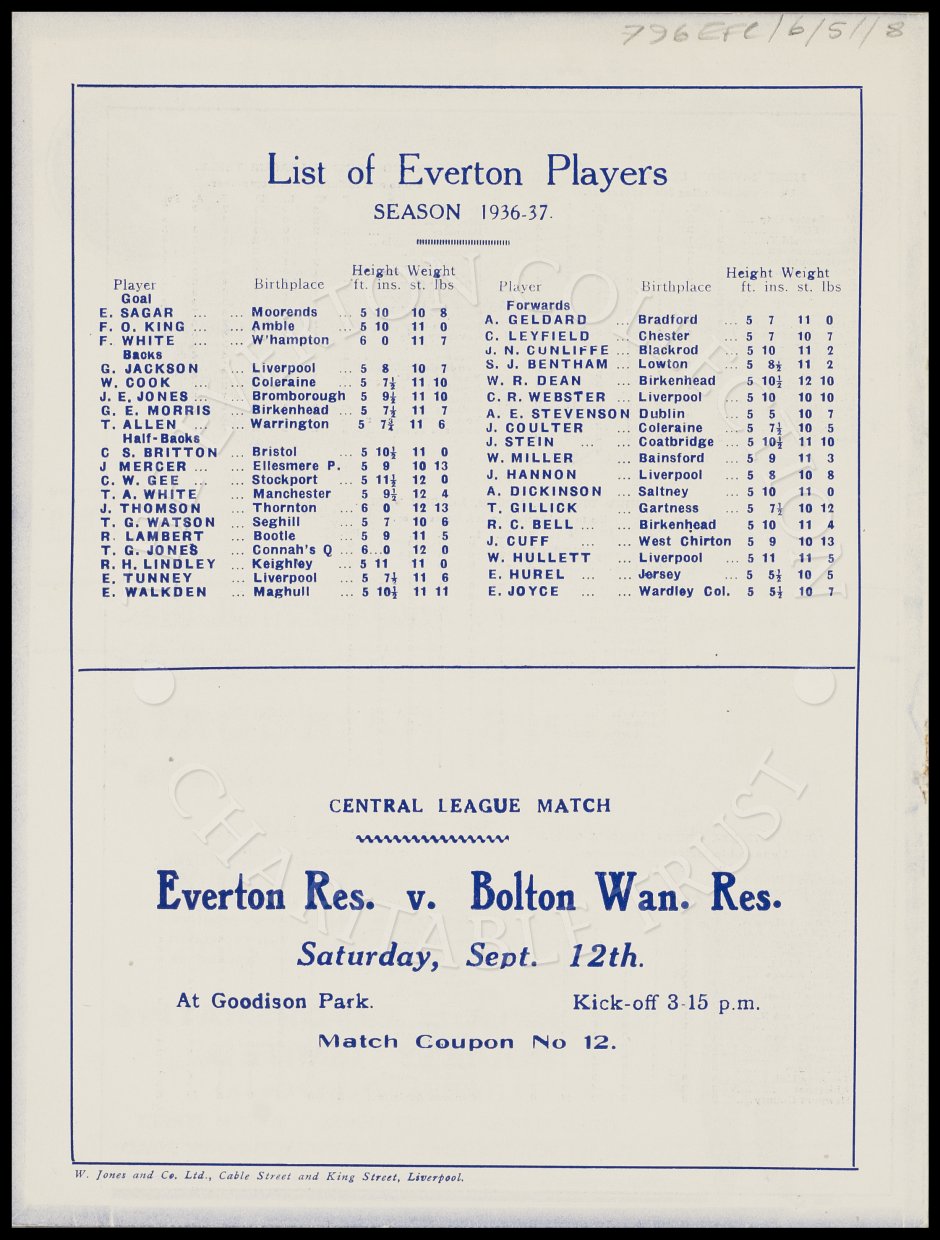 796EFC/6/5//8
List of Everton Players
SEASON 1936-37.
Height Weight
Player Birthplace ft. ins. st. lbs
Goal
E. SAGAR ... ... Moorends ... 5 10 10 8
F. O. KING ... ... Amble ... 5 10 11 0
F. WHITE ... ... W'hampton 6 0 11 7
Backs
G. JACKSON ... Liverpool ... 5 8 10 7
W. COOK ... ... Coleraine ... 5 7½ 11 10
J. E. JONES ... ... Bromborough 5 9½ 11 10
G. E. MORRIS ... Birkenhead ... 5 7½ 11 7
T. ALLEN ... ... Warrington 5 7¾ 11 6
Half-Backs
C S. BRITTON ... Bristol ... 5 10½ 11 0
J MERCER ... ... Ellesmere P. 5 9 10 13
C. W. GEE ... ... Stockport ... 5 11½ 12 0
T. A. WHITE ... Manchester ... 5 9½ 12 4
J. THOMSON ... Thornton ... 6 0 12 13
T. G. WATSON ... Seghill ... 5 7 10 6
R. LAMBERT ... Bootle ... 5 9 11 5
T. G. JONES ... Connah's Q ... 6...0 12 0
R. H. LINDLEY ... Keighley ... 5 11 11 0
E. TUNNEY ... Liverpool ... 5 7½ 11 6
E. WALKDEN ... Maghull ... 5 10½ 11 11
Height Weight
Player Birthplace ft. ins. st. lbs
Forwards
A. GELDARD ... Bradford ... 5 7 11 0
C. LEYFIELD ... Chester ... 5 7 10 7
J. N. CUNLIFFE ... Blackrod ... 5 10 11 2
S. J. BENTHAM ... Lowton ... 5 8½ 11 2
W. R. DEAN ... Birkenhead ... 5 10½ 12 10
C. R. WEBSTER ... Liverpool ... 5 10 10 10
A. E. STEVENSON Dublin ... 5 5 10 7
J. COULTER ... Coleraine ... 5 7½ 10 5
J. STEIN ... ... Coatbridge ... 5 10½ 11 10
W. MILLER ... Bainsford ... 5 9 11 3
J. HANNON ... Liverpool ... 5 8 10 8
A. DICKINSON ... Saltney ... 5 10 11 0
T. GILLICK ... Gartness ... 5 7½ 10 12
R. C. BELL ... ... Birkenhead ... 5 10 11 4
J. CUFF ... ... West Chirton 5 9 10 13
W. HULLETT ... Liverpool ... 5 11 11 5
E. HUREL ... ... Jersey ... 5 5½ 10 5
E. JOYCE ... ... Wardley Col. 5 5½ 10 7
EVERTON COLLECTION
CHARITABLE TRUST
CENTRAL LEAGUE MATCH
Everton Res. v. Bolton Wan. Res.
Saturday, Sept. 12th.
At Goodison Park. Kick-off 3-15 p.m.
Match Coupon No 12.
W. Jones and Co. Ltd., Cable Street and King Street, Liverpool.